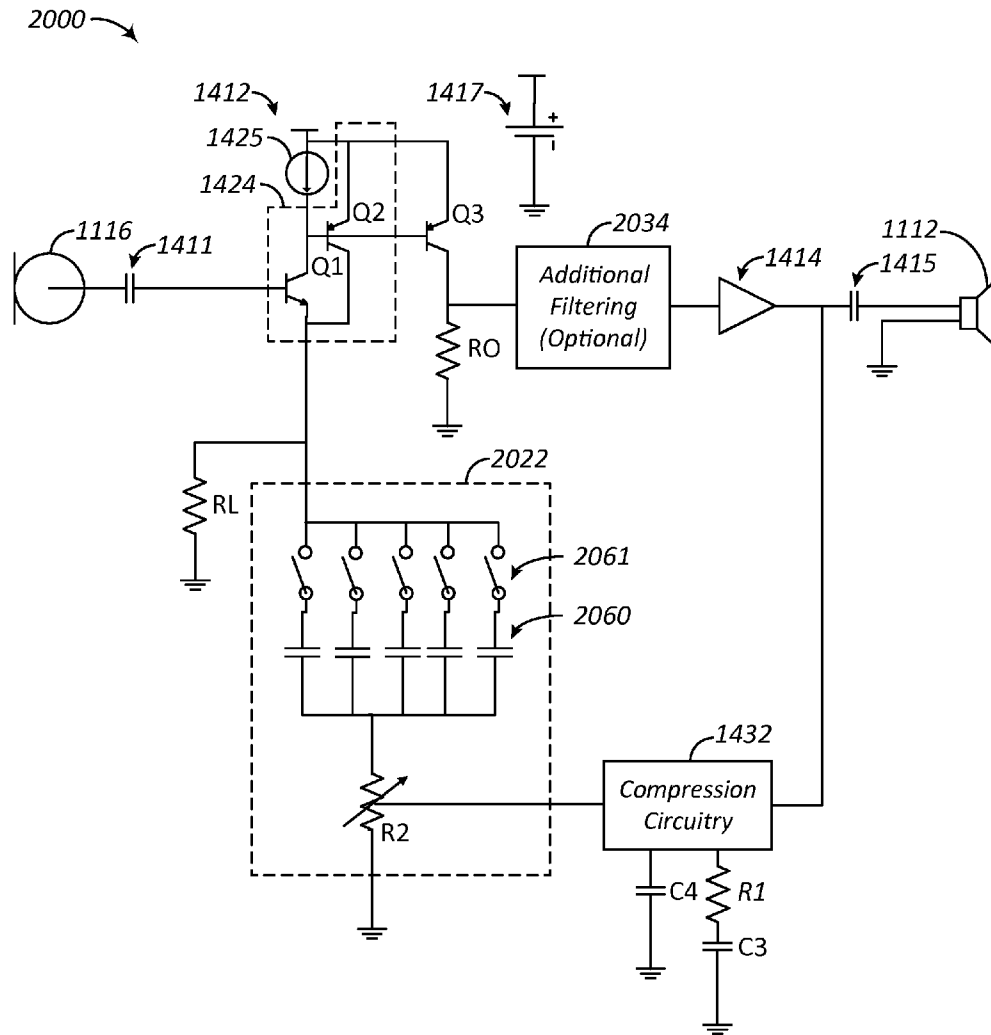 2000
1412
1425
1424
1417
Q2
Q3
2034
1112
1116
1411
Q1
1414
1415
Additional
Filtering
(Optional)
RO
2022
RL
2061
2060
1432
Compression
Circuitry
R2
C4
R1
C3